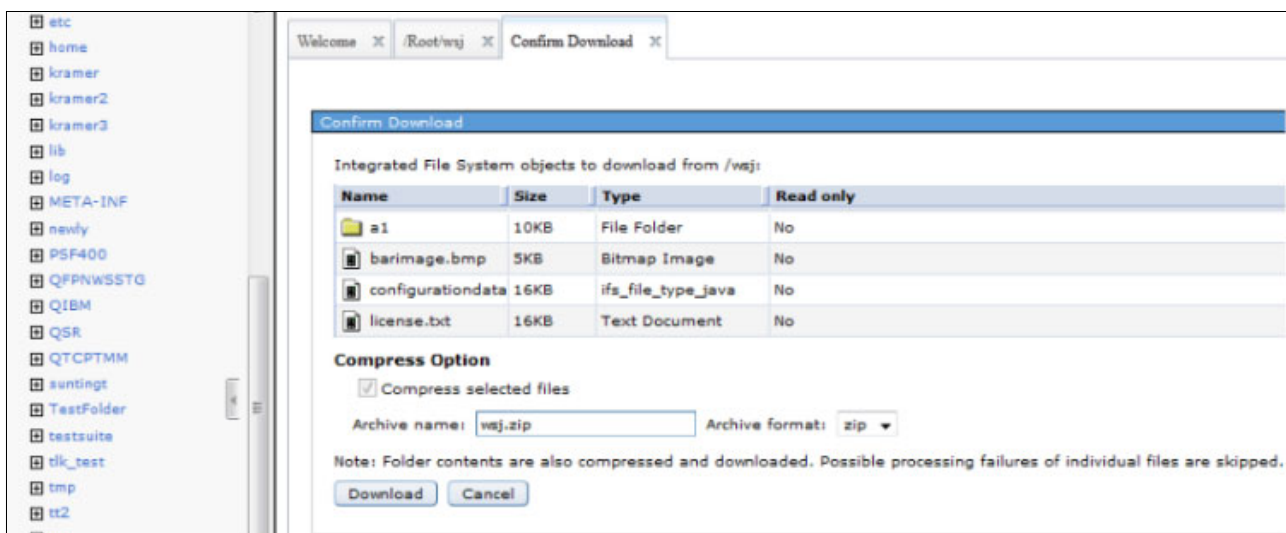 etc
home
kramer
kramer2
kramer3
lib
log
META-INF
newly
PSF400
QFPNWSSTG
QIBM
QSR
QTCPTMM
suntingt
TestFolder
testsuite
tlk_test
tmp
tt2
Welcome /Root/wsj Confirm Download
Confirm Download
Integrated File System objects to download from /wsj:
Name Size Type Read only
a1 10KB File Folder No
barimage.bmp 5KB Bitmap Image No
configurationdata 16KB ifs_file_type_java No
license.txt 16KB Text Document No
Compress Option
Compress selected files
Archive name: wsj.zip Archive format: zip
Note: Folder contents are also compressed and downloaded. Possible processing failures of individual files are skipped.
Download Cancel